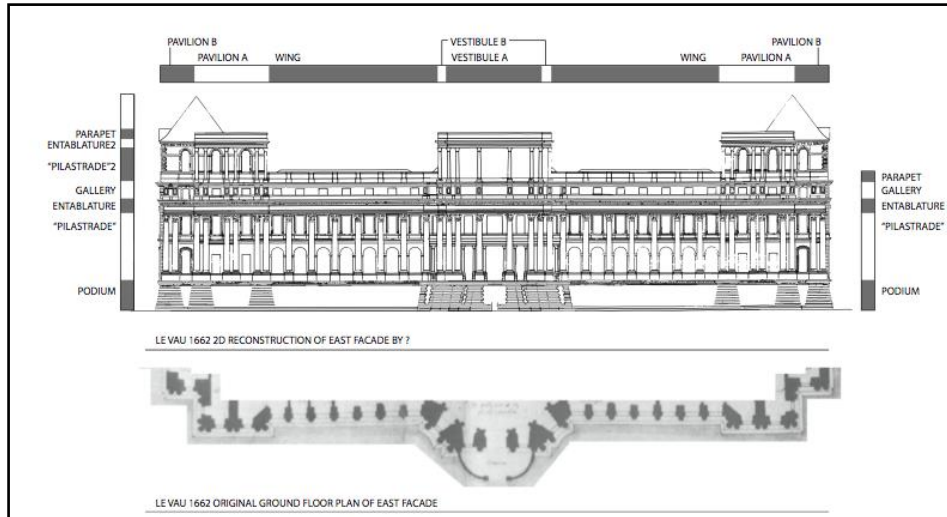 PAVILION B
VESTIBULE B
PAVILION B
PAVILION A
WING
VESTIBULE A
WING
PAVILION A
PARAPET
ENTABLATURE2
"PILASTRADE"2
GALLERY
ENTABLATURE
"PILASTRADE"
PODIUM
PARAPET
GALLERY
ENTABLATURE
"PILASTRADE"
PODIUM
LE VAU 1662 2D RECONSTRUCTION OF EAST FACADE BY ?
LE VAU 1662 ORIGINAL GROUND FLOOR PLAN OF EAST FACADE